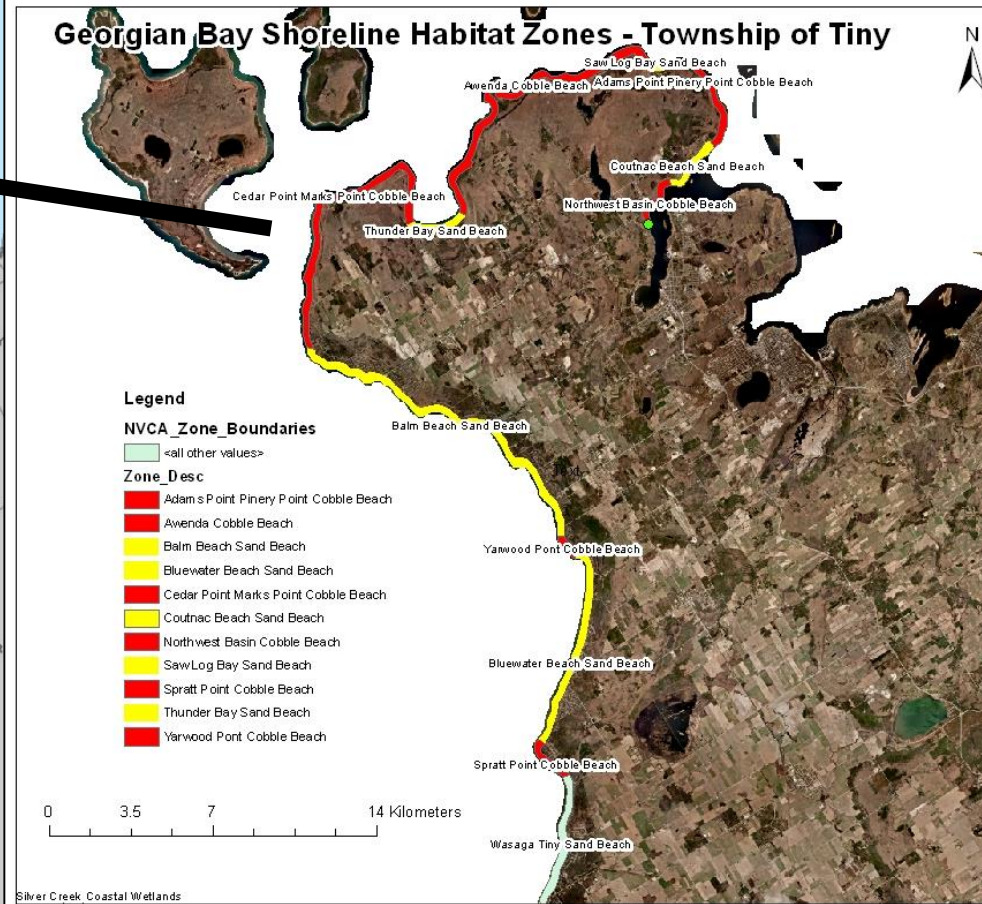 Georgian Bay Shoreline Habitat Zones - Township of Tiny
N
Saw Log Bay Sand Beach
Awenda Cobble Beach
Adams Point Pinery Point Cobble Beach
Coutnac Beach Sand Beach
Cedar Point Marks Point Cobble Beach
Northwest Basin Cobble Beach
Thunder Bay Sand Beach
Balm Beach Sand Beach
Yarwood Pont Cobble Beach
Bluewater Beach Sand Beach
Spratt Point Cobble Beach
Wasaga Tiny Sand Beach
Legend
NVCA_Zone_Boundaries
<all other values>
Zone_Desc
Adams Point Pinery Point Cobble Beach
Awenda Cobble Beach
Balm Beach Sand Beach
Bluewater Beach Sand Beach
Cedar Point Marks Point Cobble Beach
Coutnac Beach Sand Beach
Northwest Basin Cobble Beach
Saw Log Bay Sand Beach
Spratt Point Cobble Beach
Thunder Bay Sand Beach
Yarwood Pont Cobble Beach
0 3.5 7 14 Kilometers
Silver Creek Coastal Wetlands